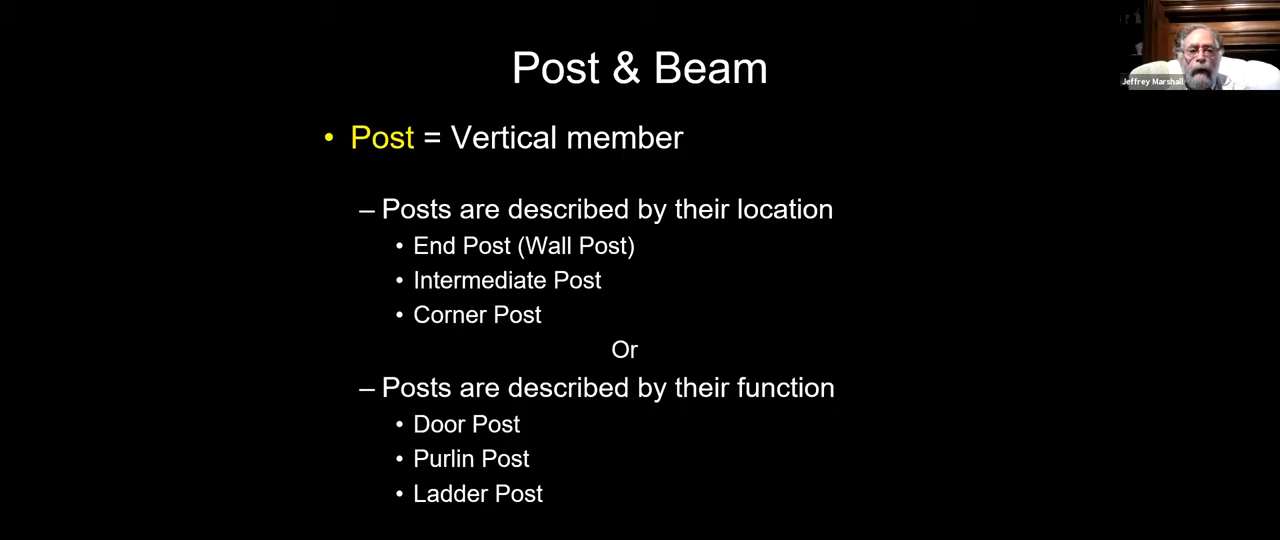 Post & Beam
Jeffrey Marshall
• Post = Vertical member
– Posts are described by their location
• End Post (Wall Post)
• Intermediate Post
• Corner Post
Or
– Posts are described by their function
• Door Post
• Purlin Post
• Ladder Post